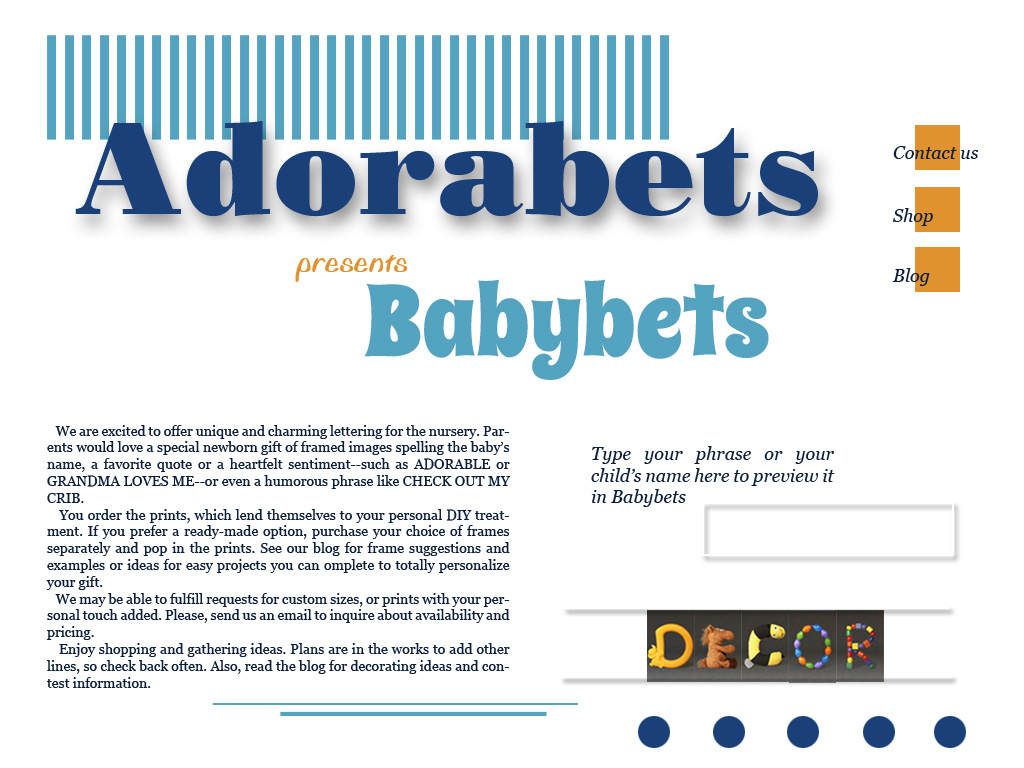 Adorabets
Contact us
Shop
Blog
presents
Babybets
We are excited to offer unique and charming lettering for the nursery. Par-
ents would love a special newborn gift of framed images spelling the baby's
name, a favorite quote or a heartfelt sentiment--such as ADORABLE or
GRANDMA LOVES ME--or even a humorous phrase like CHECK OUT MY
CRIB.
You order the prints, which lend themselves to your personal DIY treat-
ment. If you prefer a ready-made option, purchase your choice of frames
separately and pop in the prints. See our blog for frame suggestions and
examples or ideas for easy projects you can omplete to totally personalize
your gift.
We may be able to fulfill requests for custom sizes, or prints with your per-
sonal touch added. Please, send us an email to inquire about availability and
pricing.
Enjoy shopping and gathering ideas. Plans are in the works to add other
lines, so check back often. Also, read the blog for decorating ideas and con-
test information.
Type your phrase or your
child's name here to preview it
in Babybets
DECOR